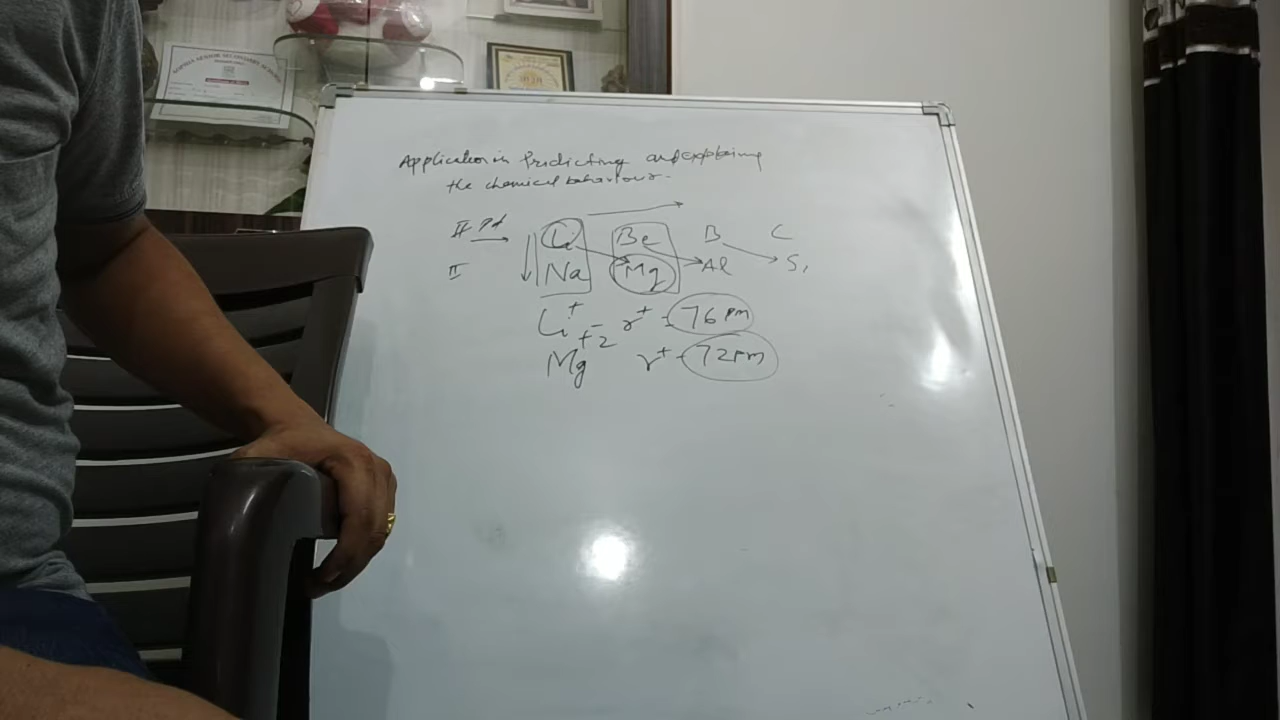 Application in Predicting and explaining
the chemical behaviour.
II Pd Li Be B C
II Na Mg Al Si
Li+ r+ = 76 pm
Mg+2 r+ = 72 pm